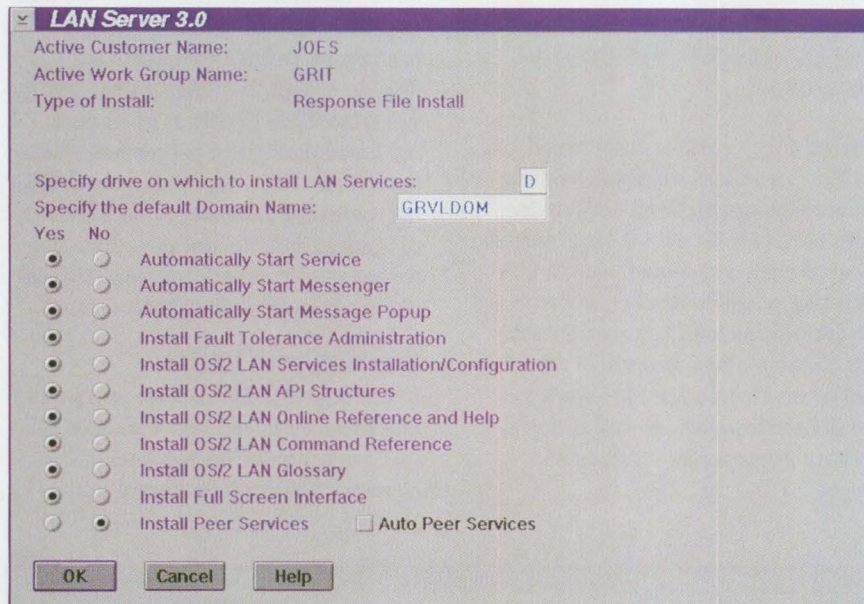 LAN Server 3.0
Active Customer Name: JOES
Active Work Group Name: GRIT
Type of Install: Response File Install
Specify drive on which to install LAN Services: D
Specify the default Domain Name: GRVLDOM
Yes No
Automatically Start Service
Automatically Start Messenger
Automatically Start Message Popup
Install Fault Tolerance Administration
Install OS/2 LAN Services Installation/Configuration
Install OS/2 LAN API Structures
Install OS/2 LAN Online Reference and Help
Install OS/2 LAN Command Reference
Install OS/2 LAN Glossary
Install Full Screen Interface
Install Peer Services Auto Peer Services
OK Cancel Help